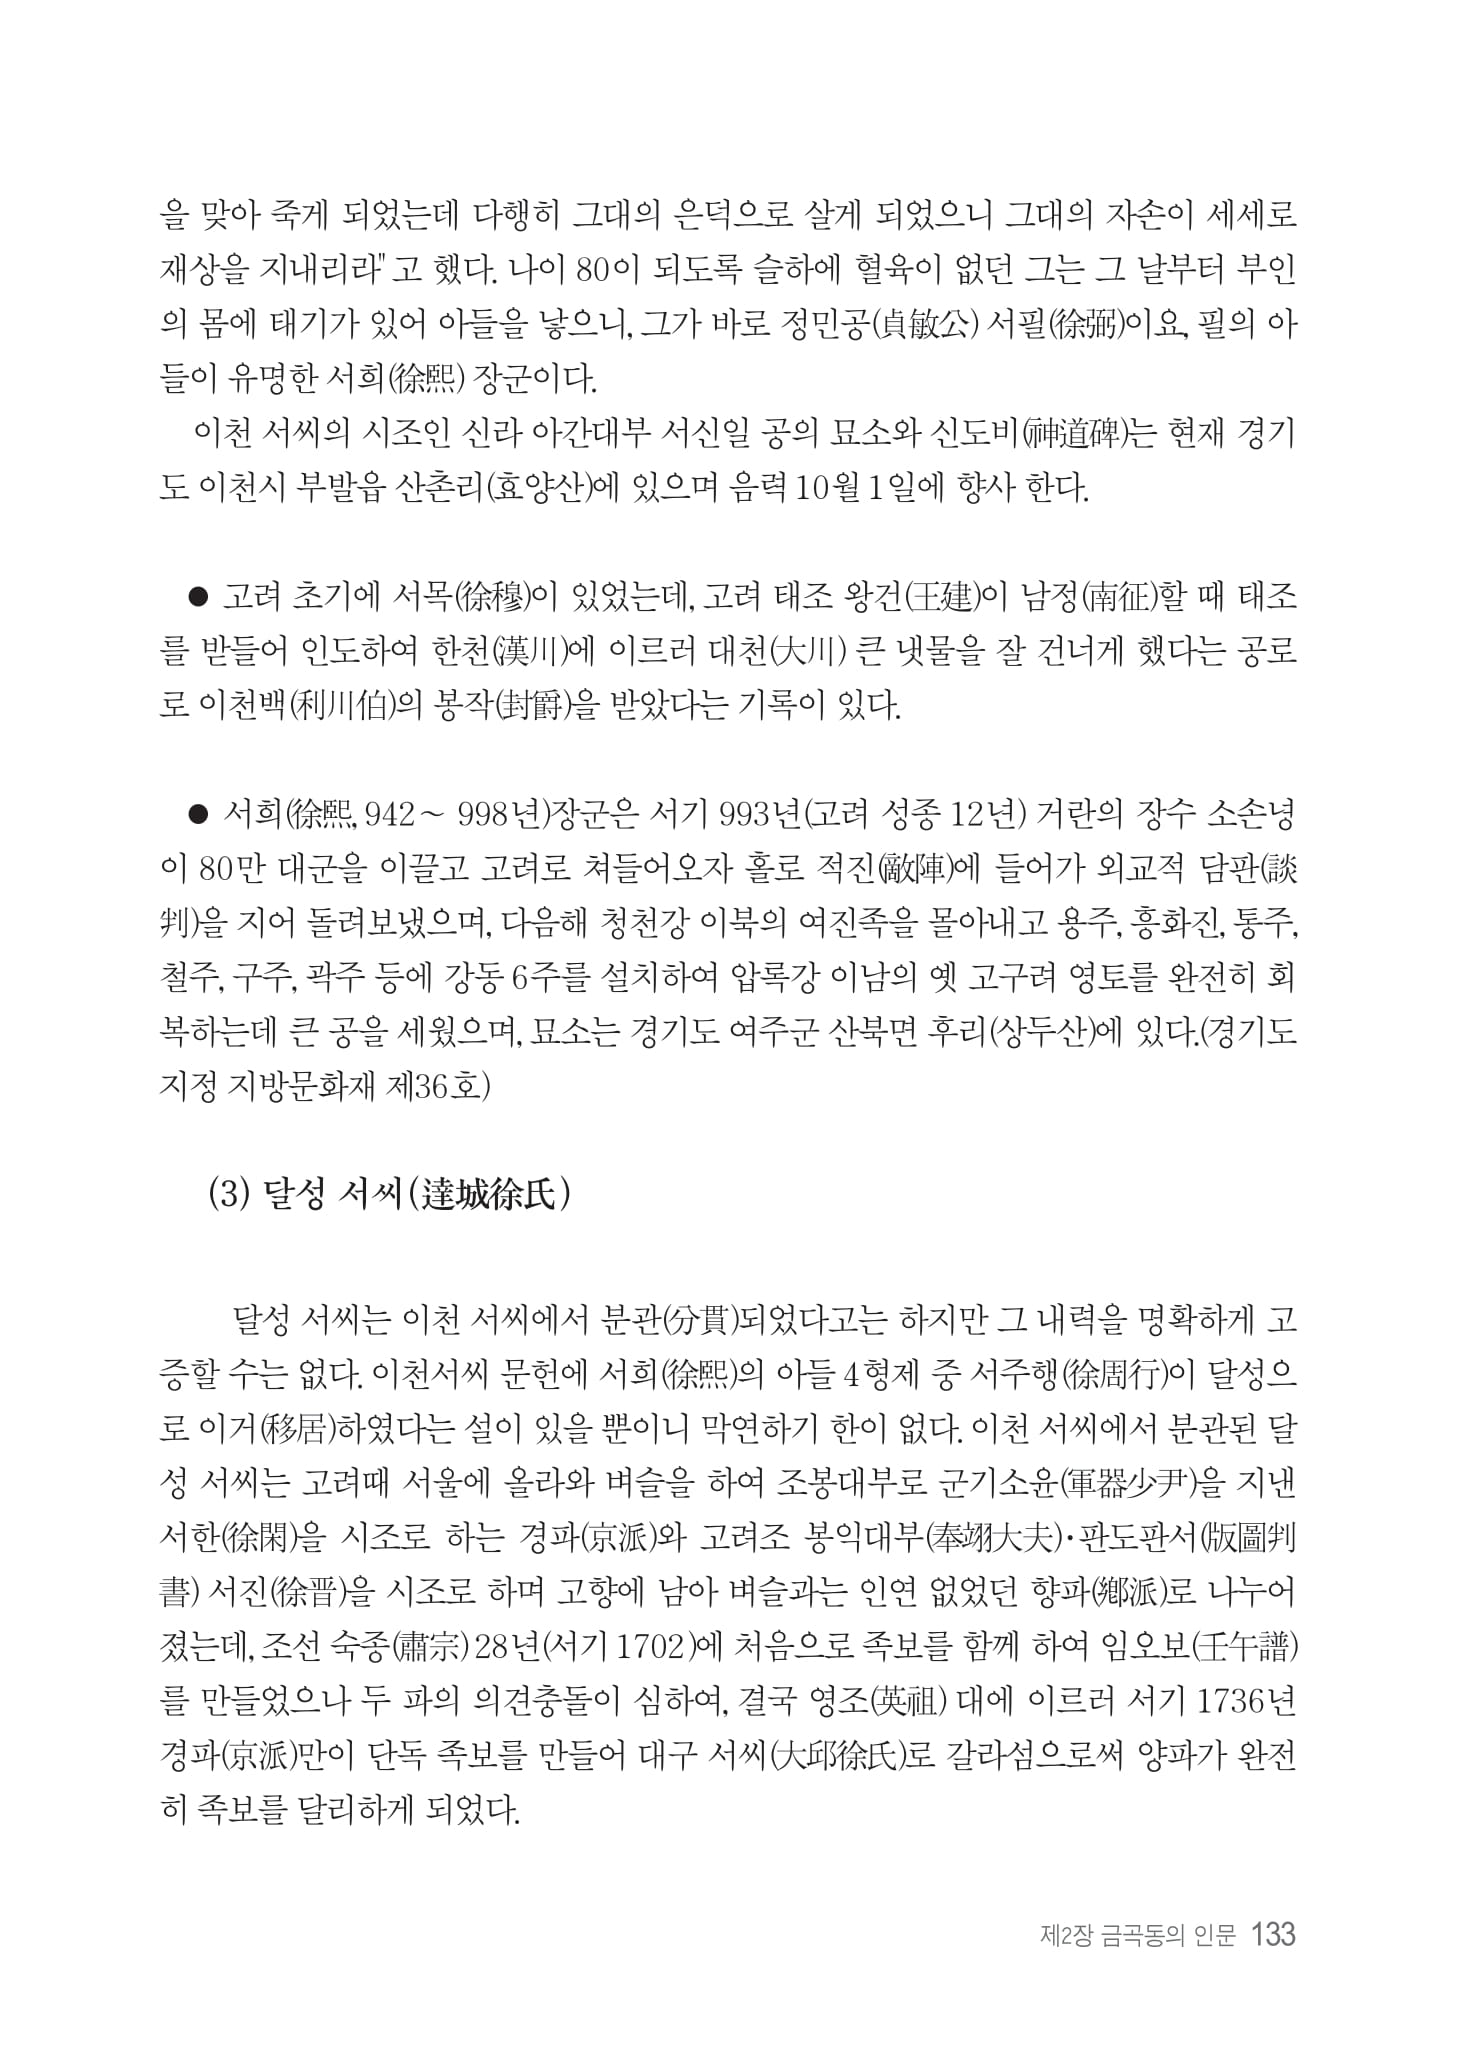 을 맞아 죽게 되었는데 다행히 그대의 은덕으로 살게 되었으니 그대의 자손이 세세로
재상을 지내리라"고 했다. 나이 80이 되도록 슬하에 혈육이 없던 그는 그 날부터 부인
의 몸에 태기가 있어 아들을 낳으니, 그가 바로 정민공(貞敏公) 서필(徐弼)이요, 필의 아
들이 유명한 서희(徐熙) 장군이다.
이천 서씨의 시조인 신라 아간대부 서신일 공의 묘소와 신도비(神道碑)는 현재 경기
도 이천시 부발읍 산촌리(효양산)에 있으며 음력 10월 1일에 향사 한다.
● 고려 초기에 서목(徐穆)이 있었는데, 고려 태조 왕건(王建)이 남정(南征)할 때 태조
를 받들어 인도하여 한천(漢川)에 이르러 대천(大川) 큰 냇물을 잘 건너게 했다는 공로
로 이천백(利川伯)의 봉작(封爵)을 받았다는 기록이 있다.
● 서희(徐熙, 942~ 998년)장군은 서기 993년(고려 성종 12년) 거란의 장수 소손녕
이 80만 대군을 이끌고 고려로 쳐들어오자 홀로 적진(敵陣)에 들어가 외교적 담판(談
判)을 지어 돌려보냈으며, 다음해 청천강 이북의 여진족을 몰아내고 용주, 흥화진, 통주,
철주, 구주, 곽주 등에 강동 6주를 설치하여 압록강 이남의 옛 고구려 영토를 완전히 회
복하는데 큰 공을 세웠으며, 묘소는 경기도 여주군 산북면 후리(상두산)에 있다.(경기도
지정 지방문화재 제36호)
(3) 달성 서씨(達城徐氏)
달성 서씨는 이천 서씨에서 분관(分貫)되었다고는 하지만 그 내력을 명확하게 고
증할 수는 없다. 이천서씨 문헌에 서희(徐熙)의 아들 4형제 중 서주행(徐周行)이 달성으
로 이거(移居)하였다는 설이 있을 뿐이니 막연하기 한이 없다. 이천 서씨에서 분관된 달
성 서씨는 고려때 서울에 올라와 벼슬을 하여 조봉대부로 군기소윤(軍器少尹)을 지낸
서한(徐閑)을 시조로 하는 경파(京派)와 고려조 봉익대부(奉翊大夫)·판도판서(版圖判
書) 서진(徐晋)을 시조로 하며 고향에 남아 벼슬과는 인연 없었던 향파(鄕派)로 나누어
졌는데, 조선 숙종(肅宗) 28년(서기 1702)에 처음으로 족보를 함께 하여 임오보(壬午譜)
를 만들었으나 두 파의 의견충돌이 심하여, 결국 영조(英祖) 대에 이르러 서기 1736년
경파(京派)만이 단독 족보를 만들어 대구 서씨(大邱徐氏)로 갈라섬으로써 양파가 완전
히 족보를 달리하게 되었다.
제2장 금곡동의 인문 133